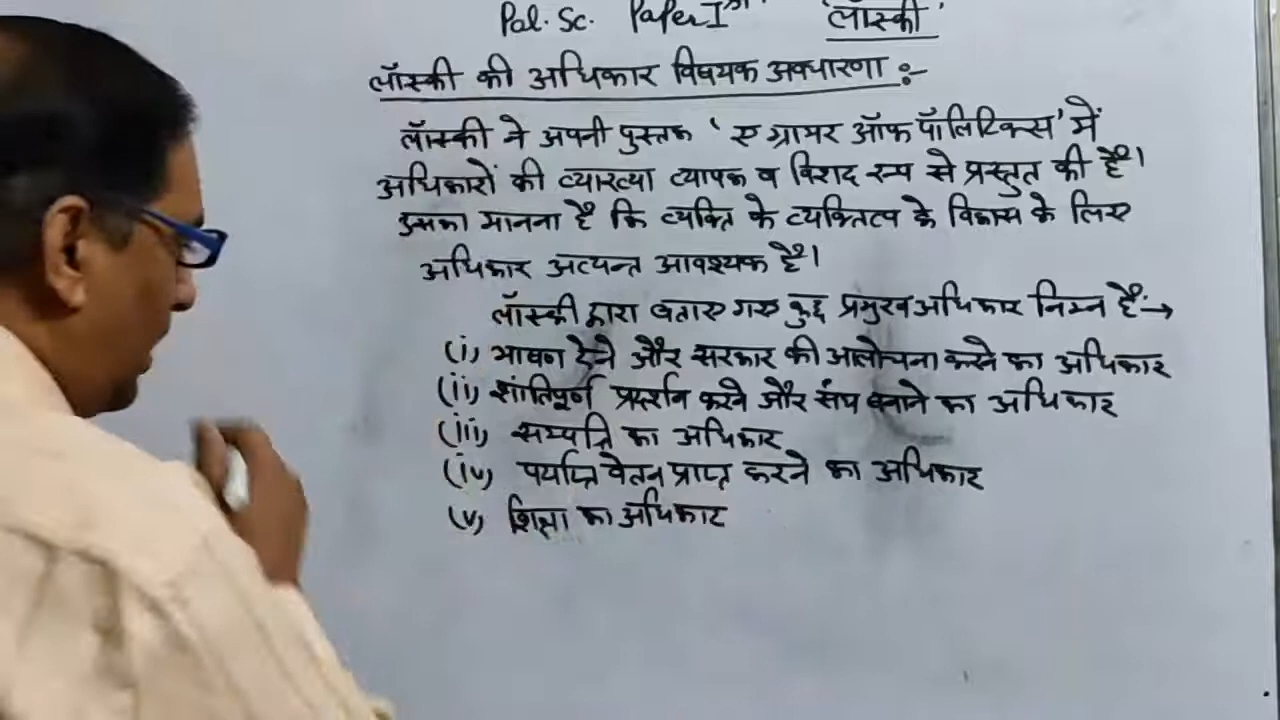 Pol. Sc. Paper I 'लॉस्की'
लॉस्की की अधिकार विषयक अवधारणा :-
लॉस्की ने अपनी पुस्तक 'ए ग्रामर ऑफ पॉलिटिक्स' में
अधिकारों की व्याख्या व्यापक व विशद रूप से प्रस्तुत की है।
इसका मानना है कि व्यक्ति के व्यक्तित्व के विकास के लिए
अधिकार अत्यन्त आवश्यक है।
लॉस्की द्वारा बताए गए कुछ प्रमुख अधिकार निम्न हैं:→
(i) भाषण देने और सरकार की आलोचना करने का अधिकार
(ii) शांतिपूर्ण प्रदर्शन करने और संघ बनाने का अधिकार
(iii) सम्पत्ति का अधिकार
(iv) पर्याप्त वेतन प्राप्त करने का अधिकार
(v) शिक्षा का अधिकार